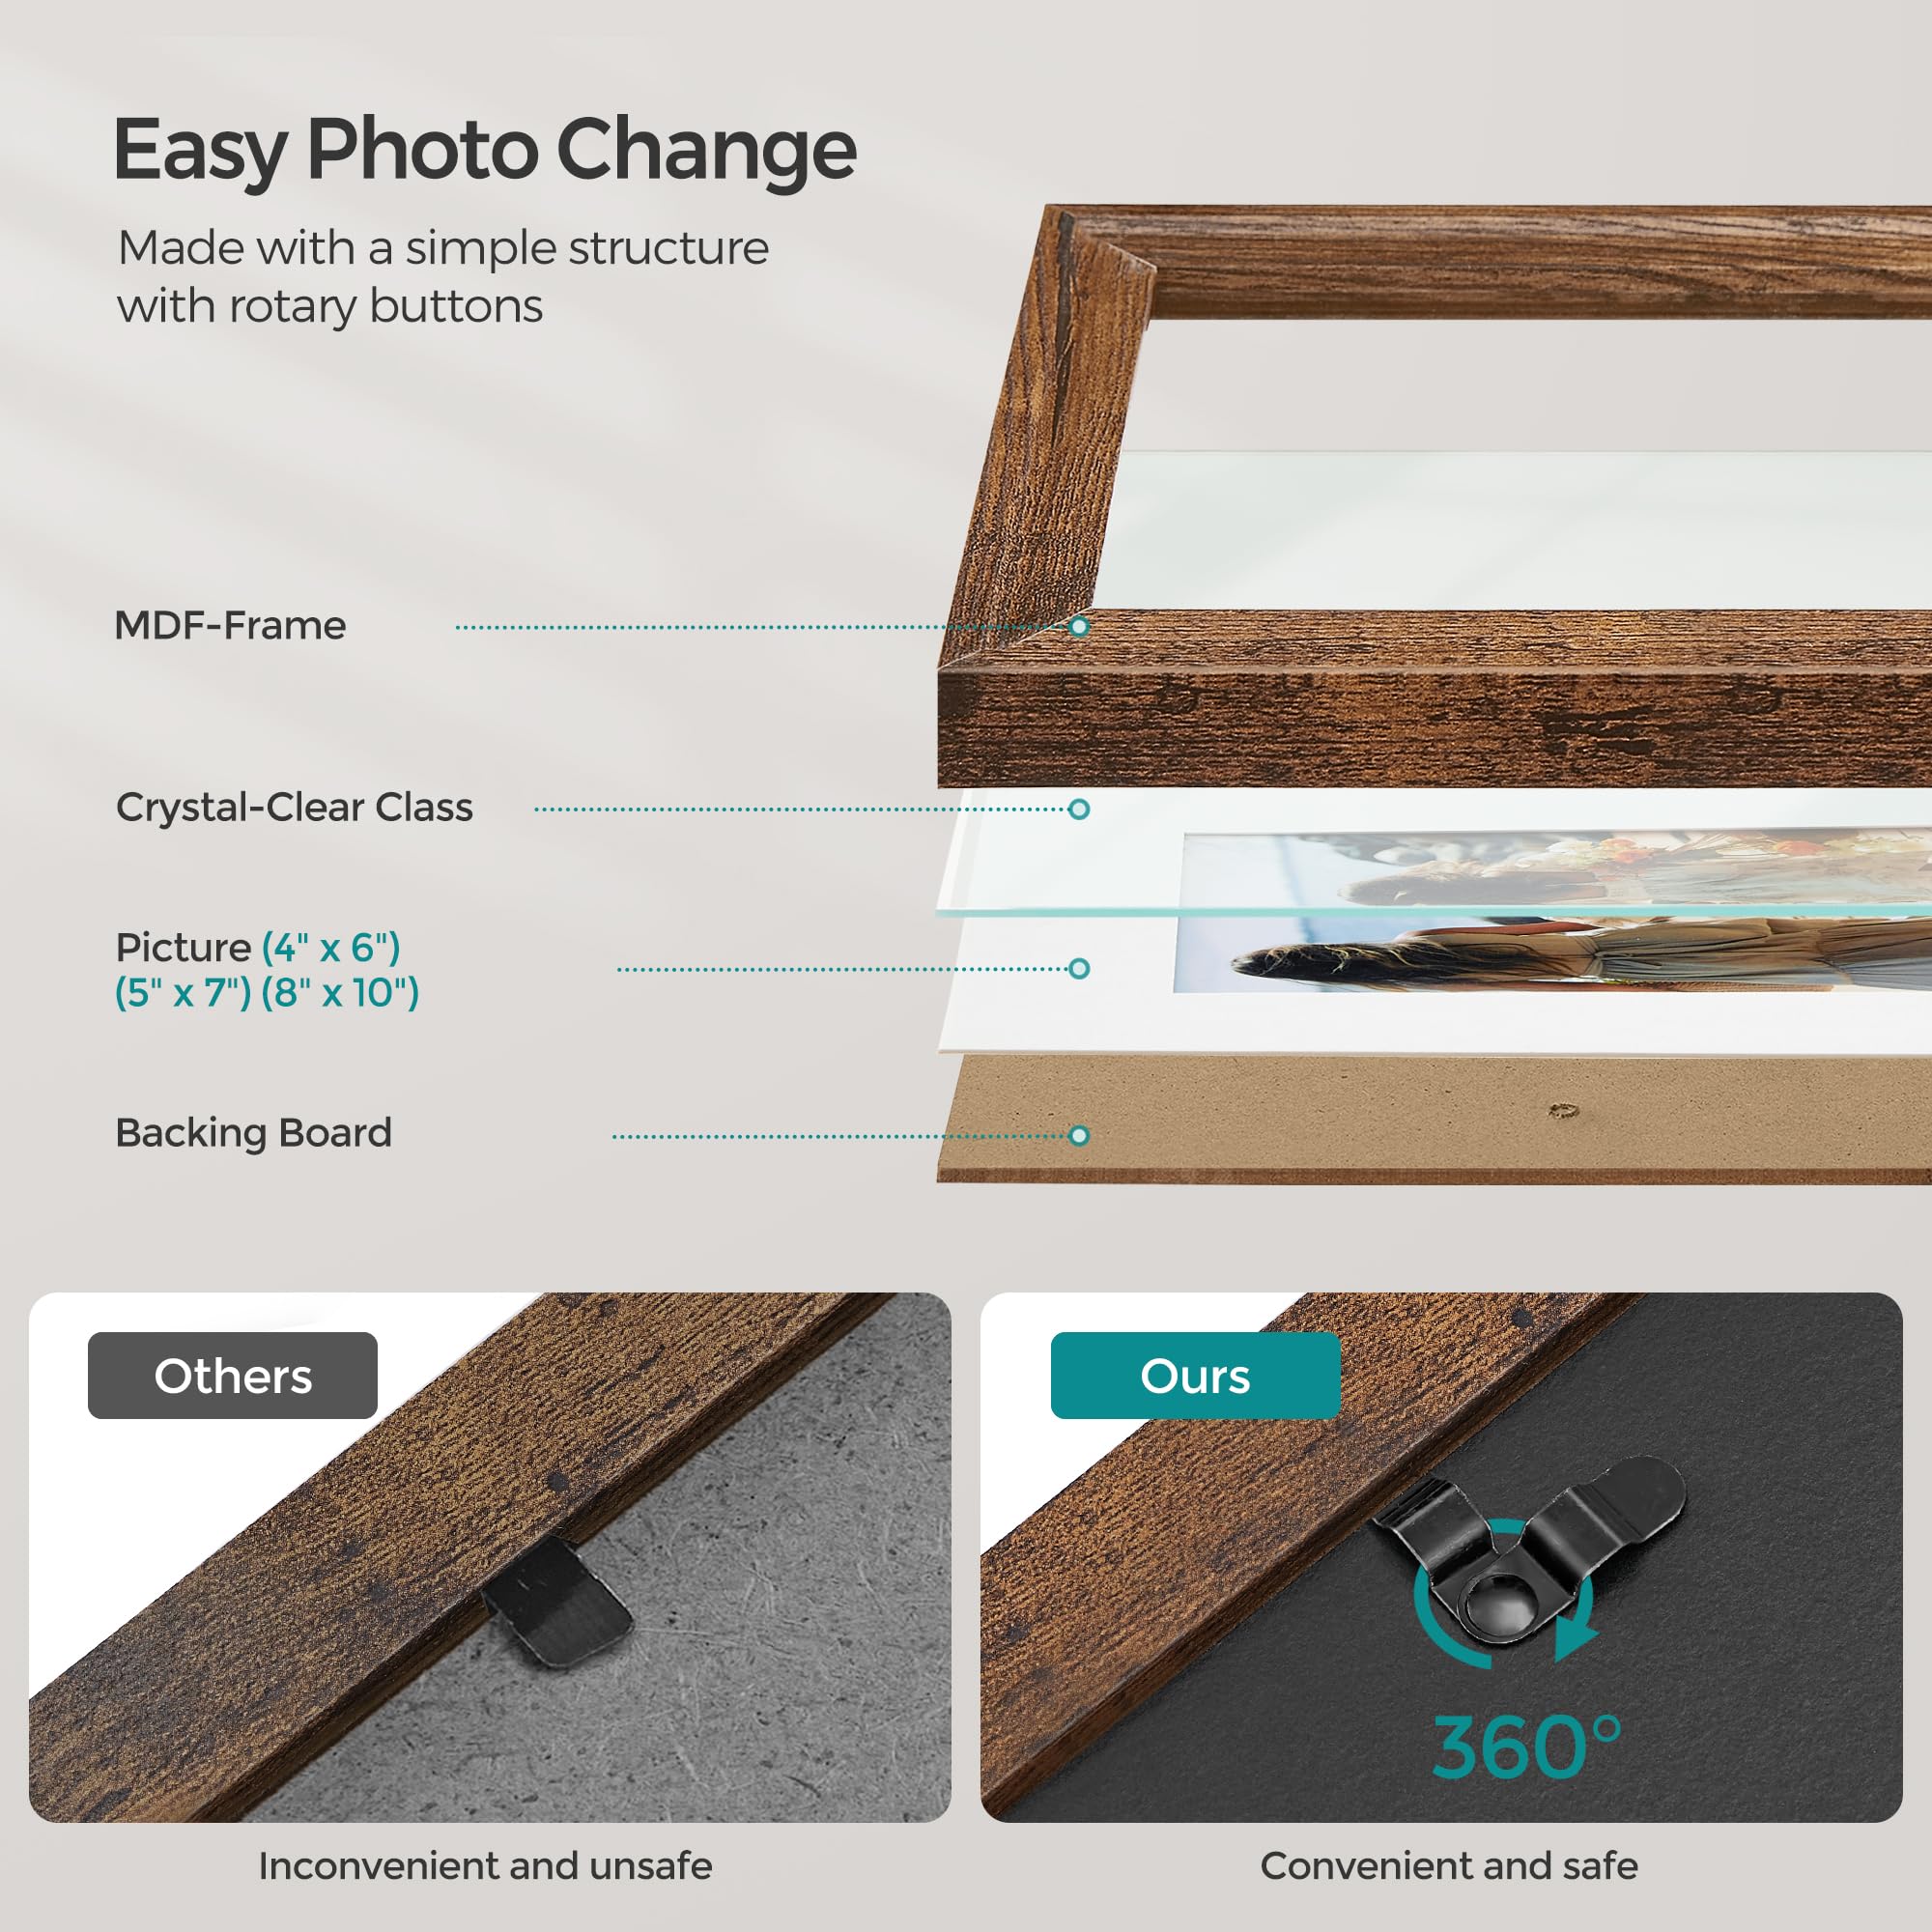 Easy Photo Change
Made with a simple structure
with rotary buttons
MDF-Frame
Crystal-Clear Class
Picture (4" x 6")
(5" x 7") (8" x 10")
Backing Board
Others
Ours
360°
Inconvenient and unsafe
Convenient and safe